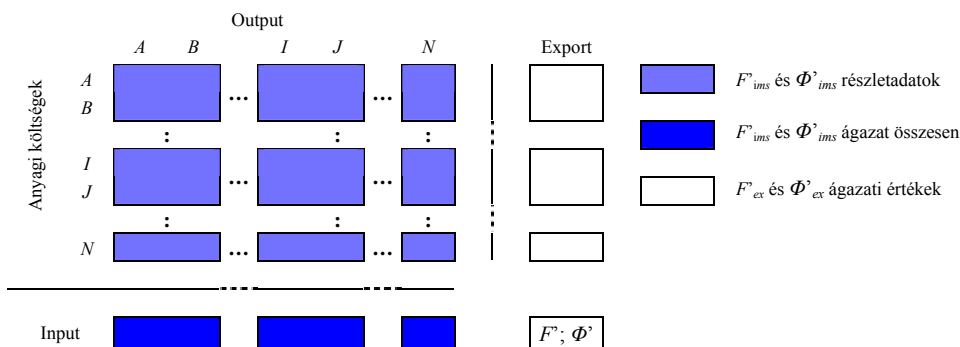 Output
A B I J N Export
A
B
... ...
F'ims és Φ'ims részletadatok
: : :
F'ims és Φ'ims ágazat összesen
Anyagi költségek
I
J
... ...
F'ex és Φ'ex ágazati értékek
: : :
N ... ...
Input F'; Φ'